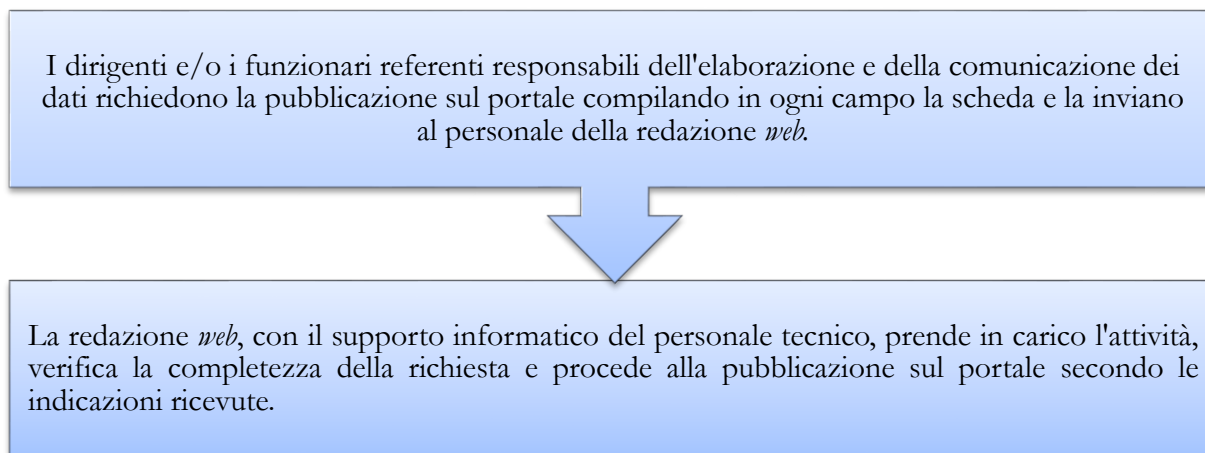 I dirigenti e/o i funzionari referenti responsabili dell'elaborazione e della comunicazione dei
dati richiedono la pubblicazione sul portale compilando in ogni campo la scheda e la inviano
al personale della redazione web.
La redazione web, con il supporto informatico del personale tecnico, prende in carico l'attività,
verifica la completezza della richiesta e procede alla pubblicazione sul portale secondo le
indicazioni ricevute.